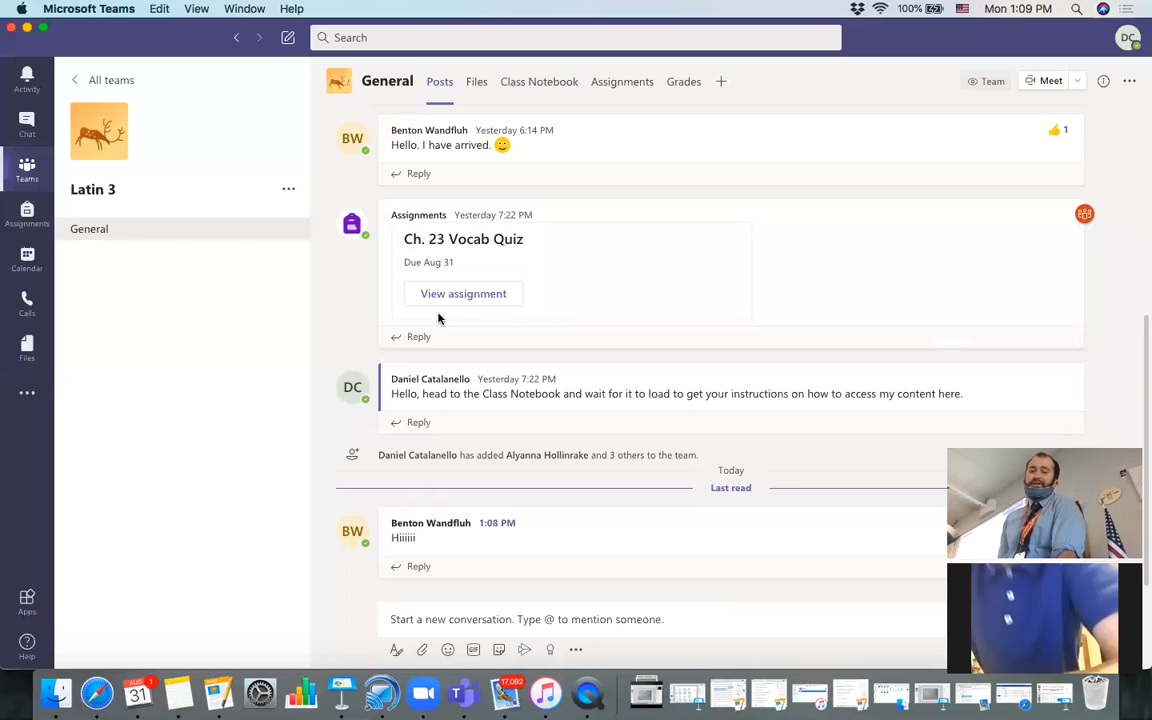 Microsoft Teams Edit View Window Help
100% Mon 1:09 PM
Search
DC
Activity
Chat
Teams
Assignments
Calendar
Calls
Files
Apps
Help
All teams
Latin 3
General
General Posts Files Class Notebook Assignments Grades
Team Meet
BW Benton Wandfluh Yesterday 6:14 PM
1
Hello. I have arrived.
Reply
Assignments Yesterday 7:22 PM
Ch. 23 Vocab Quiz
Due Aug 31
View assignment
Reply
DC Daniel Catalanello Yesterday 7:22 PM
Hello, head to the Class Notebook and wait for it to load to get your instructions on how to access my content here.
Reply
Daniel Catalanello has added Alyanna Hollinrake and 3 others to the team.
Today
Last read
BW Benton Wandfluh 1:08 PM
Hiiiiii
Reply
Start a new conversation. Type @ to mention someone.
GIF
AUG
31
1
17,092